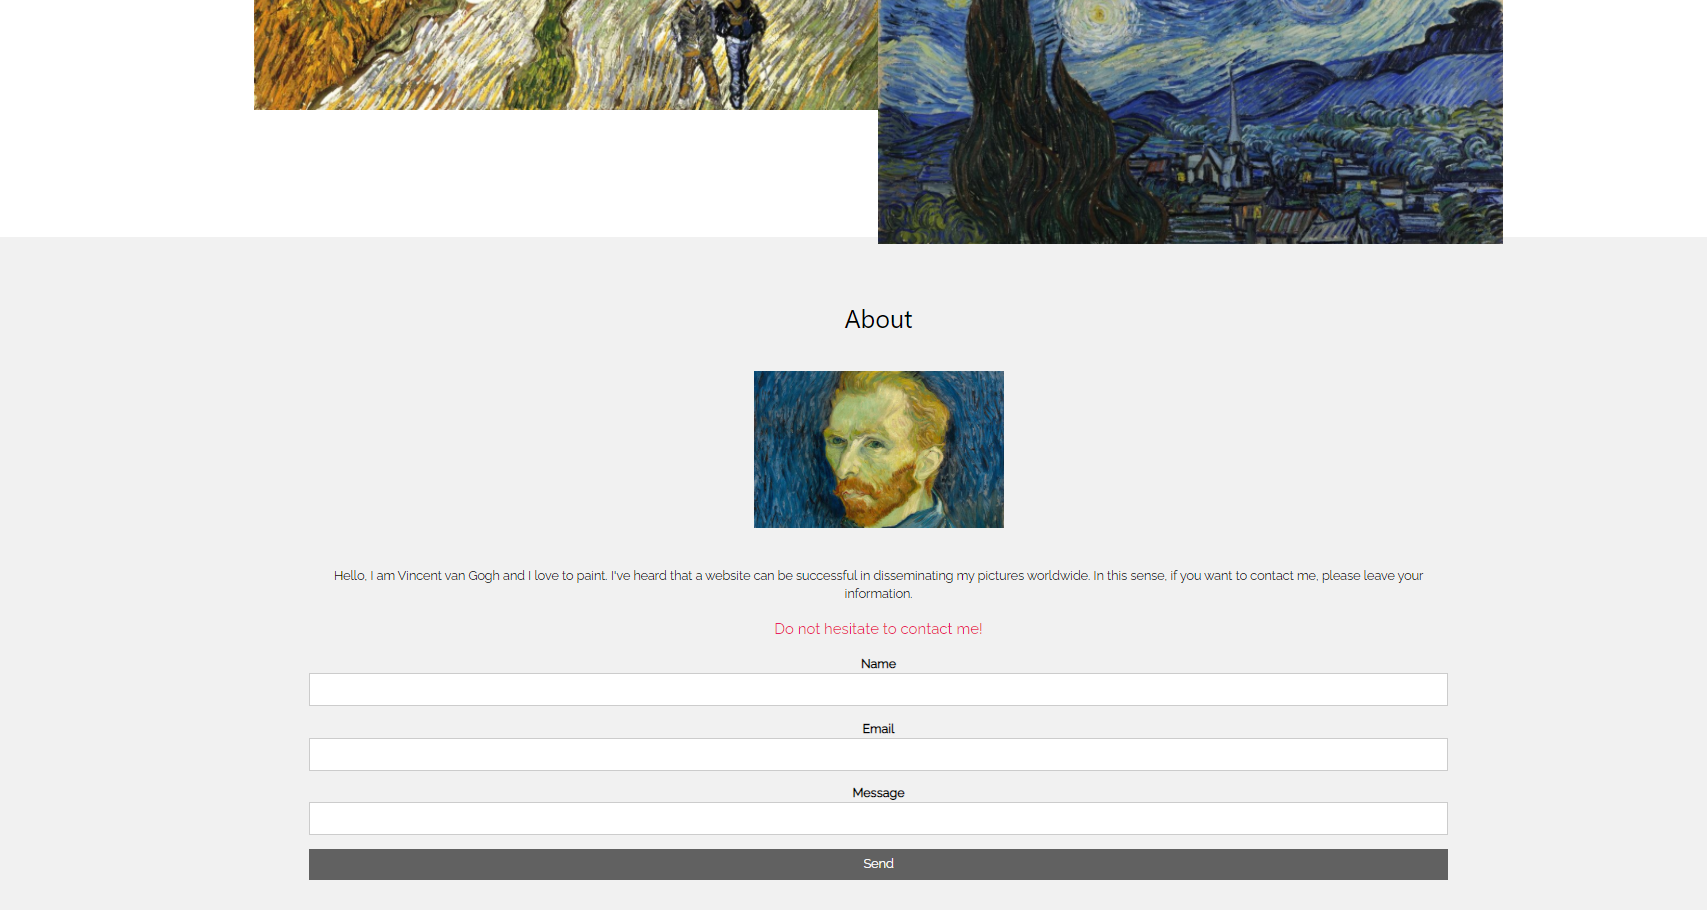 About
Hello, I am Vincent van Gogh and I love to paint. I've heard that a website can be successful in disseminating my pictures worldwide. In this sense, if you want to contact me, please leave your
information.
Do not hesitate to contact me!
Name
Email
Message
Send